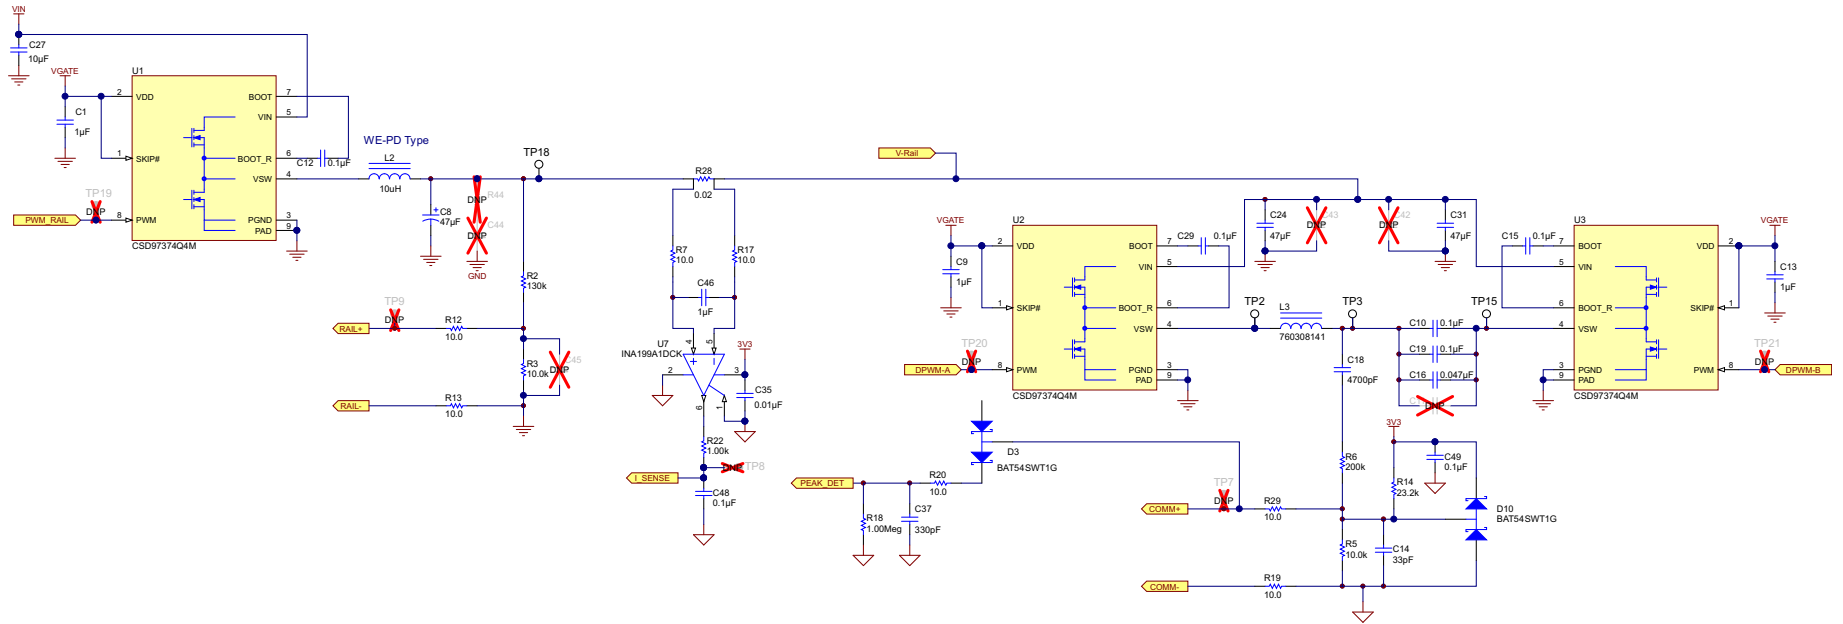 VIN
C27
10µF
VGATE
C1
1µF
U1
2
VDD
BOOT
7
VIN
5
1
SKIP#
BOOT_R
6
VSW
4
PWM_RAIL
TP19
DNP
8
PWM
PGND
3
PAD
9
CSD97374Q4M
C12
0.1µF
WE-PD Type
L2
10uH
C8
47µF
R44
DNP
C44
DNP
GND
TP18
R2
130k
RAIL+
TP9
DNP
R12
10.0
R3
10.0k
C45
DNP
RAIL-
R13
10.0
R28
0.02
R7
10.0
R17
10.0
C46
1µF
U7
INA199A1DCK
4
5
2
3
6
1
3V3
C35
0.01µF
R22
1.00k
DNP
TP8
I_SENSE
C48
0.1µF
V-Rail
VGATE
C9
1µF
U2
2
VDD
BOOT
7
VIN
5
1
SKIP#
BOOT_R
6
VSW
4
DPWM-A
TP20
DNP
8
PWM
PGND
3
PAD
9
CSD97374Q4M
C29
0.1µF
C24
47µF
C43
DNP
C42
DNP
C31
47µF
TP2
L3
760308141
TP3
TP15
C10
0.1µF
C19
0.1µF
C16
0.047µF
DNP
C18
4700pF
C15
0.1µF
U3
7
BOOT
VDD
2
5
VIN
6
BOOT_R
SKIP#
1
4
VSW
3
PGND
PWM
8
9
PAD
CSD97374Q4M
VGATE
C13
1µF
TP21
DNP
DPWM-B
D3
BAT54SWT1G
PEAK_DET
R20
10.0
R18
1.00Meg
C37
330pF
COMM+
TP7
DNP
R29
10.0
R6
200k
R5
10.0k
C14
33pF
3V3
C49
0.1µF
R14
23.2k
D10
BAT54SWT1G
COMM-
R19
10.0